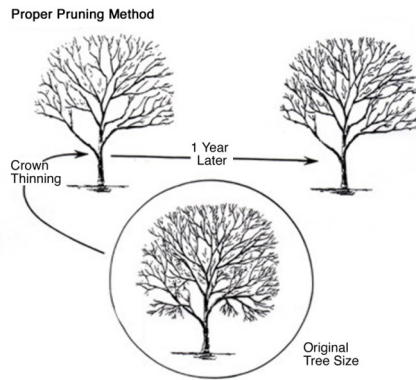 Proper Pruning Method
1 Year
Later
Crown
Thinning
Original
Tree Size